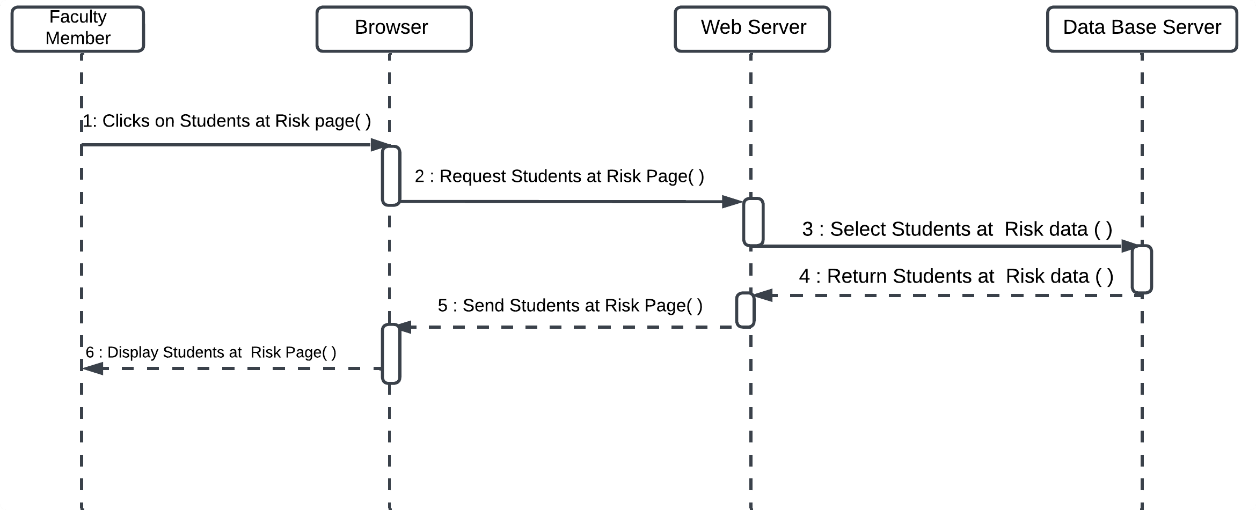 Faculty
Member
Browser
Web Server
Data Base Server
1: Clicks on Students at Risk page( )
2 : Request Students at Risk Page( )
3 : Select Students at  Risk data ( )
4 : Return Students at  Risk data ( )
5 : Send Students at Risk Page( )
6 : Display Students at  Risk Page( )